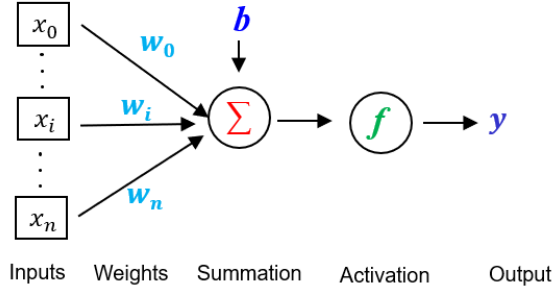 x₀
w₀
b
xᵢ
wᵢ
∑
f
y
xₙ
wₙ
Inputs Weights Summation Activation Output